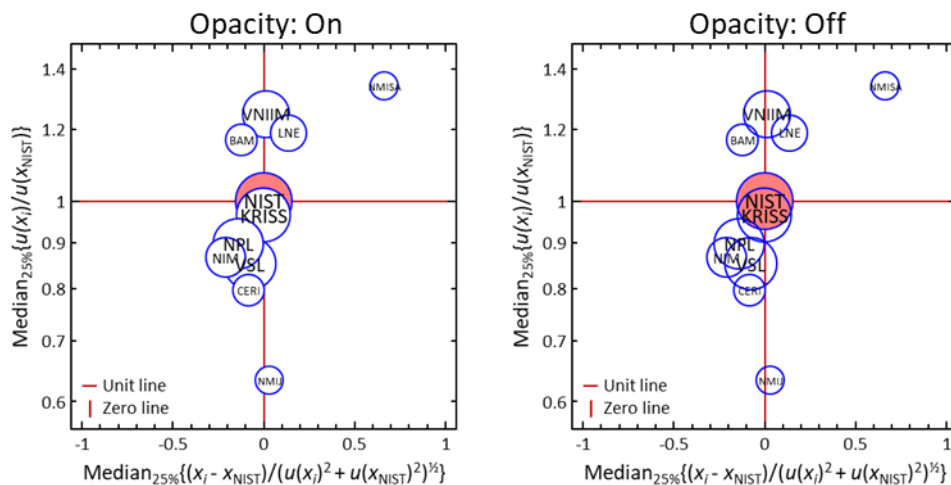 Opacity: On
1.4
1.2
1
0.9
0.8
0.7
0.6
Median25%{u(xi)/u(xNIST)}
NMISA
VNIIM
LNE
BAM
NIST
KRISS
NPL
NIM
VSL
CERI
NMIJ
Unit line
Zero line
-1
-0.5
0
0.5
1
Median25%{(xi - xNIST)/(u(xi)2 + u(xNIST)2)½}
Opacity: Off
1.4
1.2
1
0.9
0.8
0.7
0.6
Median25%{u(xi)/u(xNIST)}
NMISA
VNIIM
LNE
BAM
NIST
KRISS
NPL
NIM
VSL
CERI
NMIJ
Unit line
Zero line
-1
-0.5
0
0.5
1
Median25%{(xi - xNIST)/(u(xi)2 + u(xNIST)2)½}